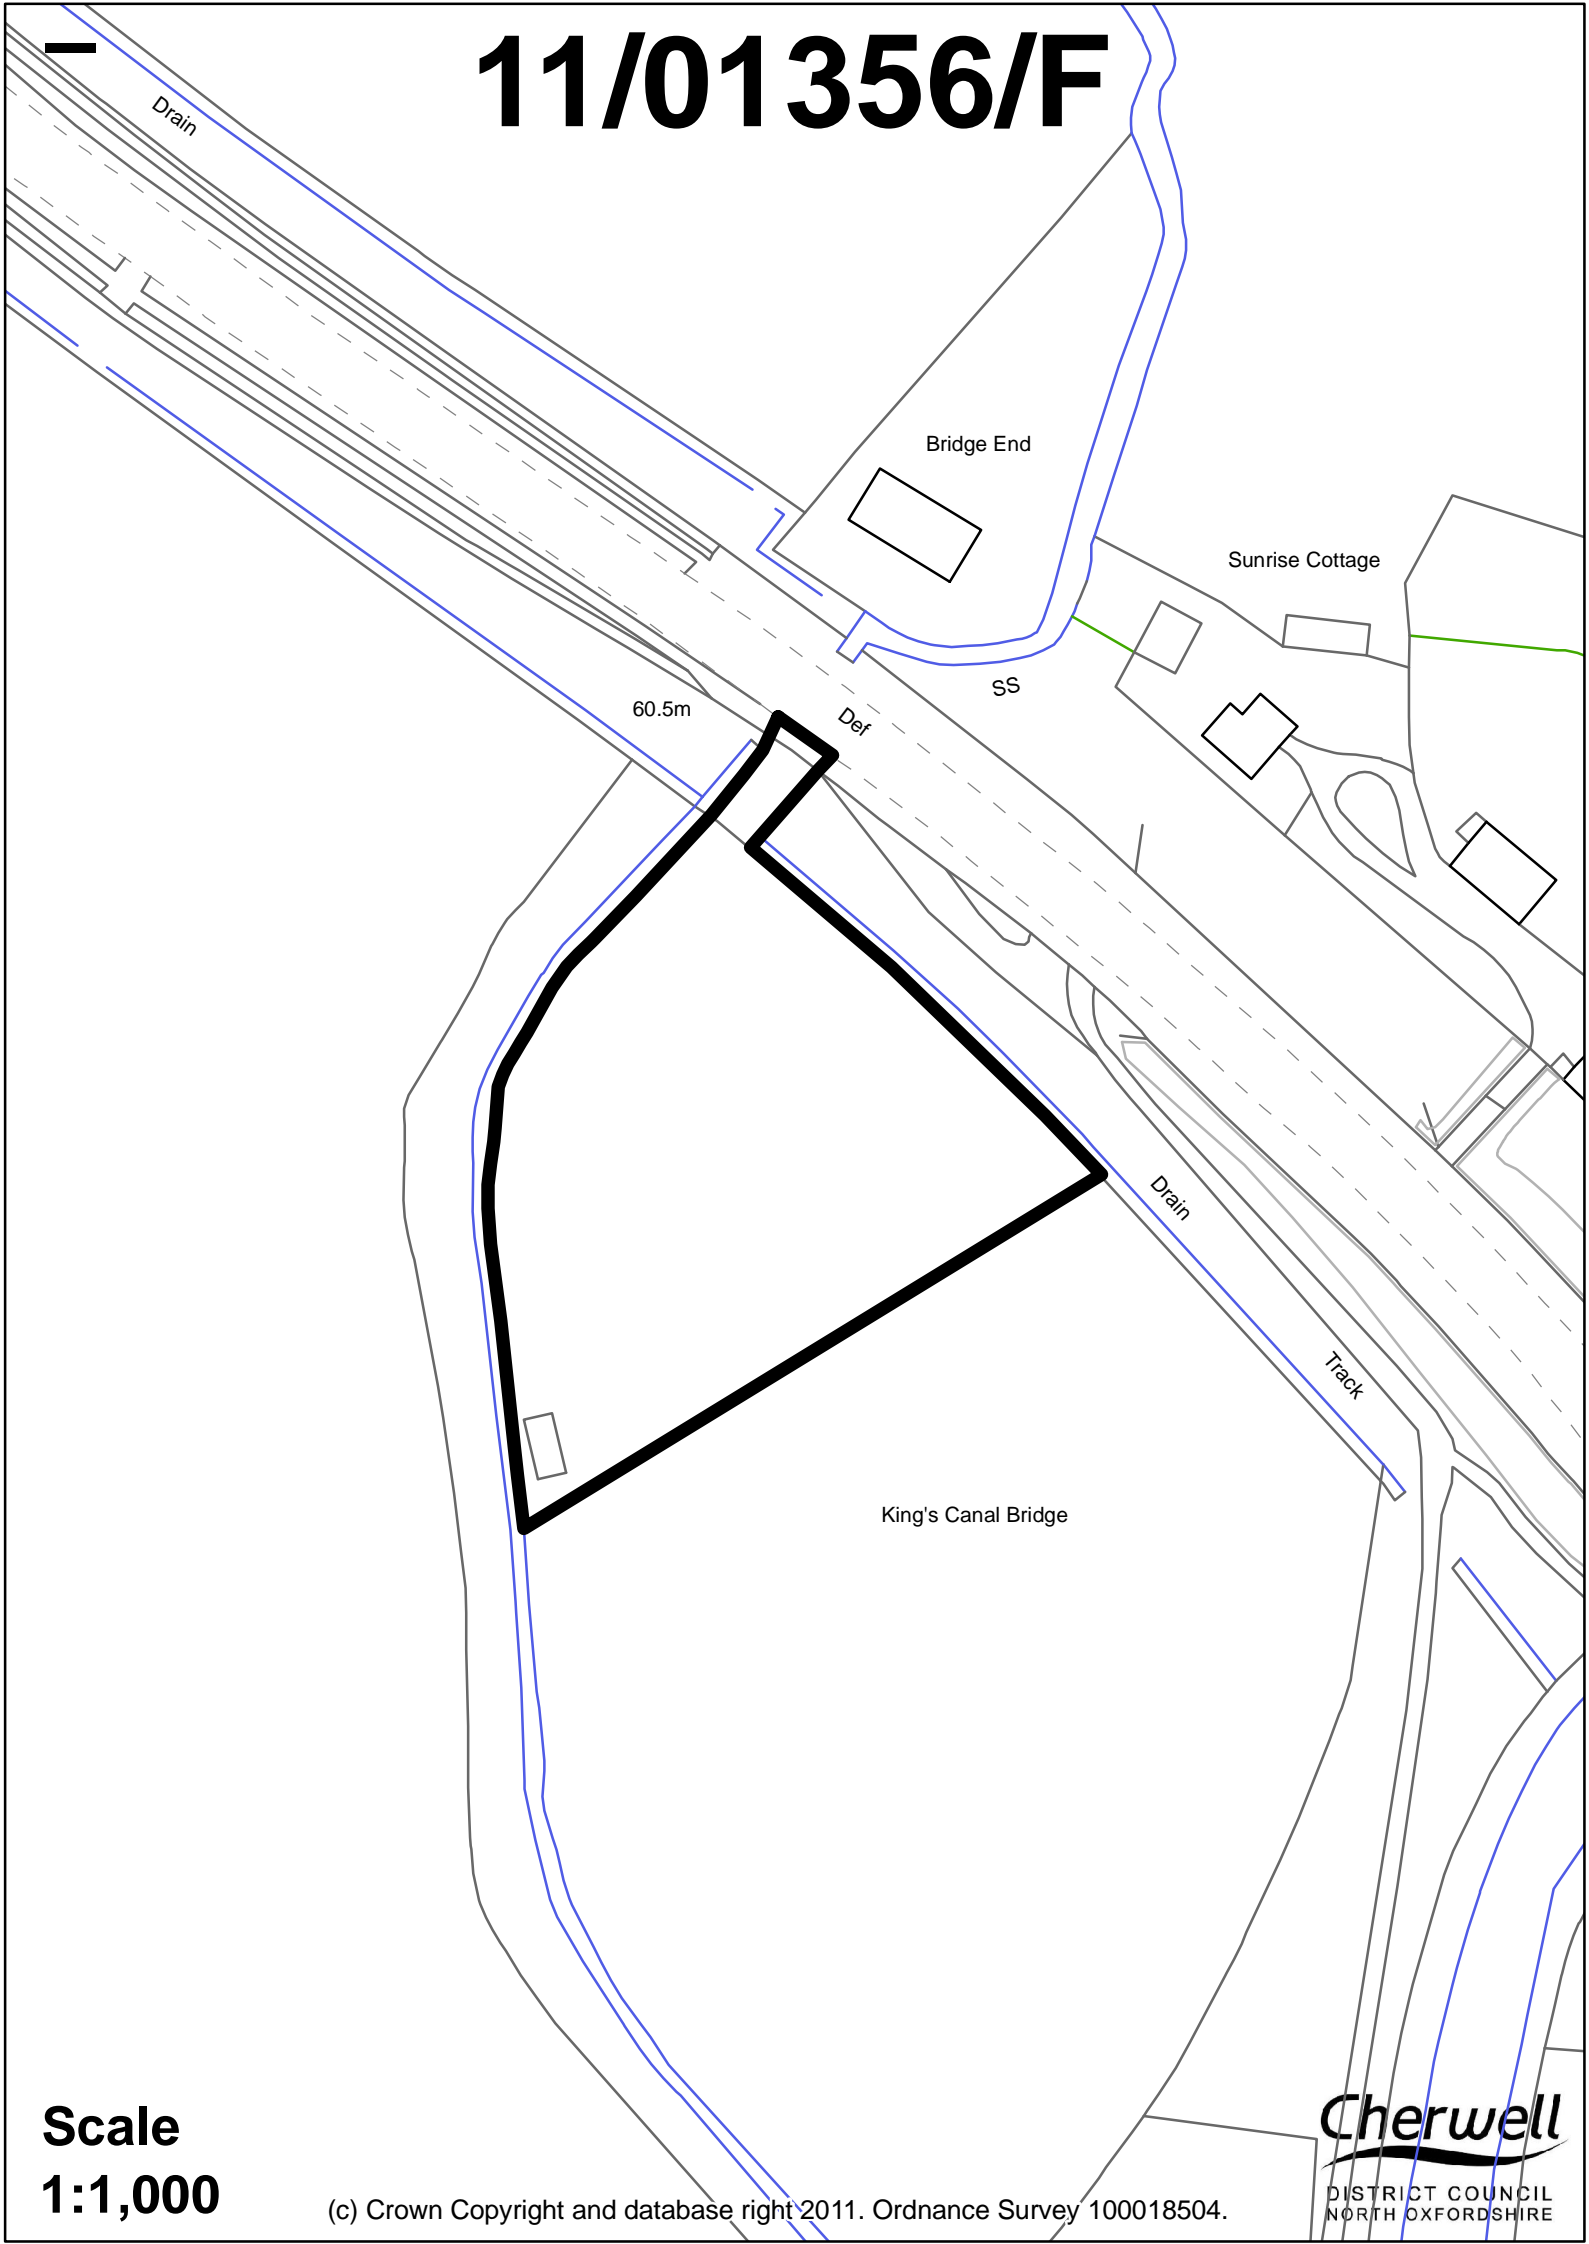 11/01356/F
Drain
Bridge End
Sunrise Cottage
SS
60.5m
Def
Drain
Track
King's Canal Bridge
Scale
1:1,000
(c) Crown Copyright and database right 2011. Ordnance Survey 100018504.
Cherwell
DISTRICT COUNCIL
NORTH OXFORDSHIRE